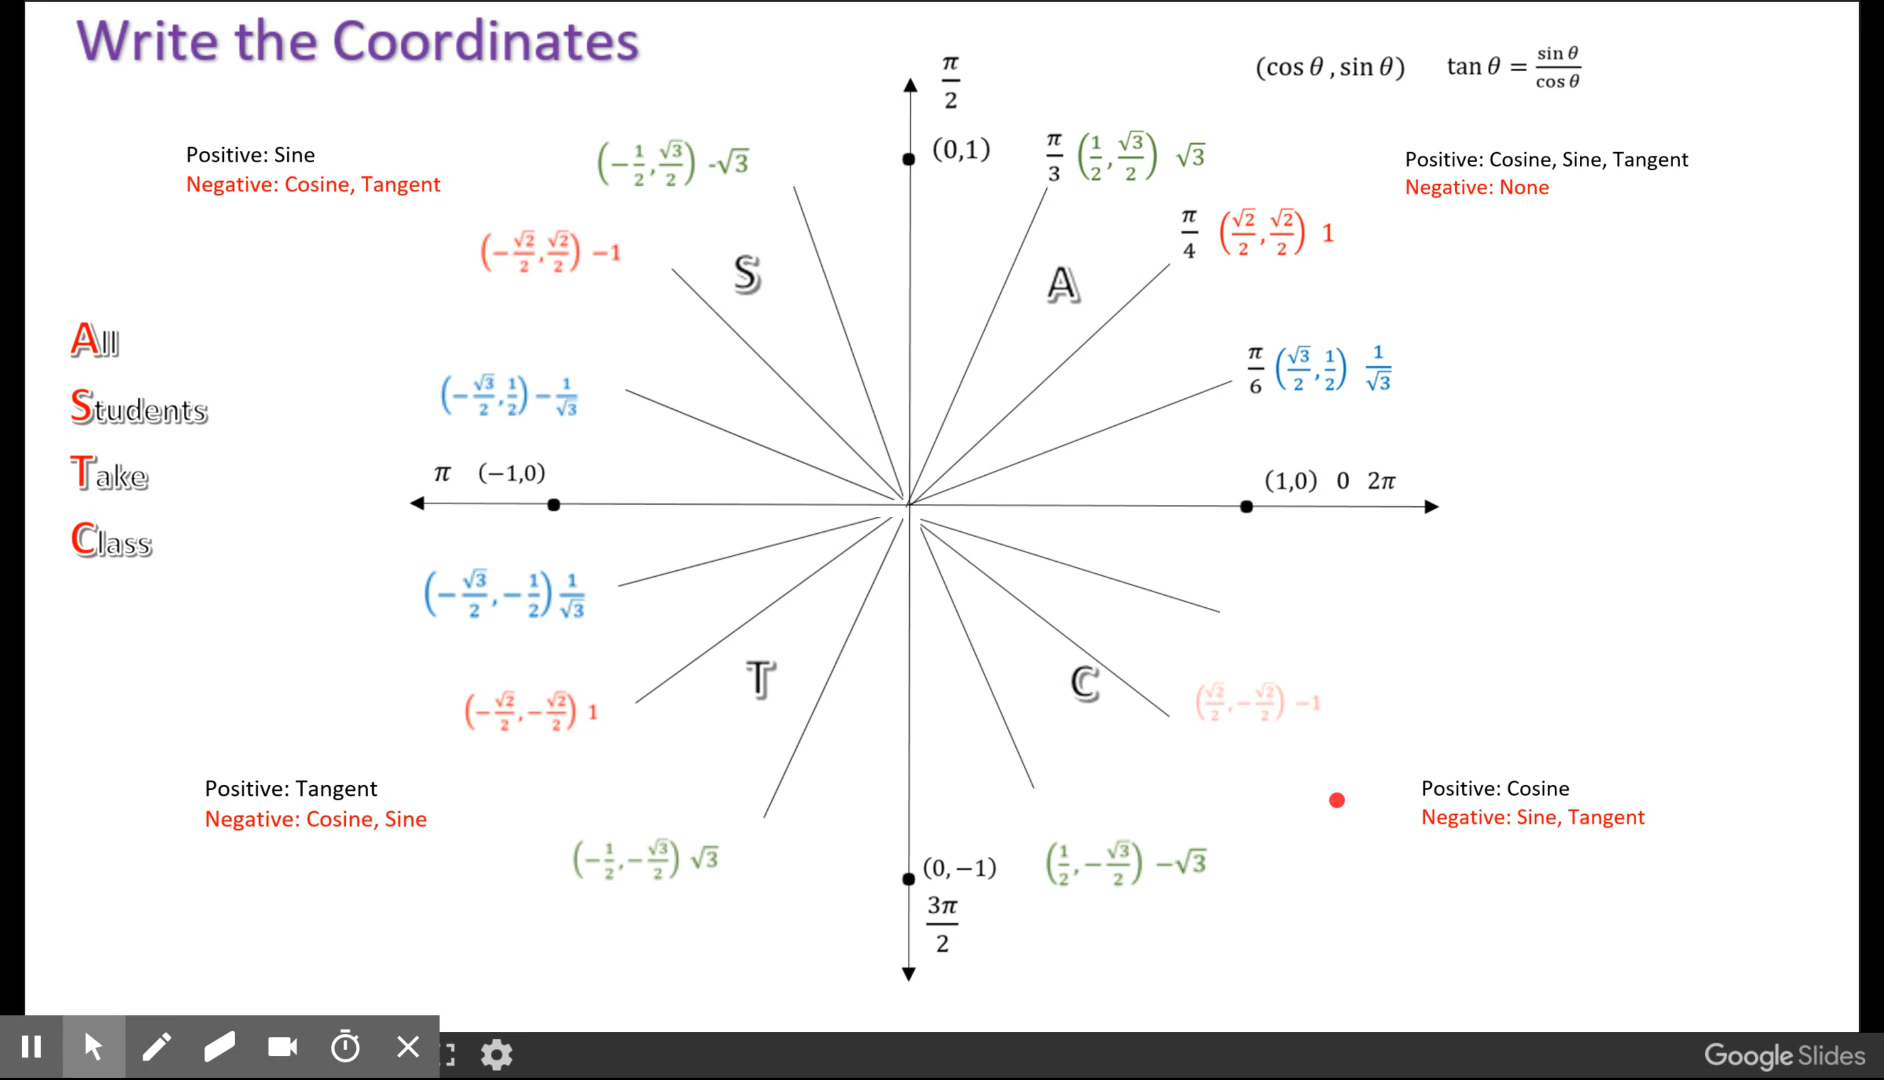 Write the Coordinates
π/2
(cos θ , sin θ)   tan θ = sin θ / cos θ
Positive: Sine
Negative: Cosine, Tangent
(−1/2, √3/2) -√3
(0,1)
π/3 (1/2, √3/2) √3
Positive: Cosine, Sine, Tangent
Negative: None
(−√2/2, √2/2) −1
S
A
π/4 (√2/2, √2/2) 1
All
Students
Take
Class
(−√3/2, 1/2) −1/√3
π/6 (√3/2, 1/2) 1/√3
π (−1,0)
(1,0) 0 2π
(−√3/2, −1/2) 1/√3
T
C
(−√2/2, −√2/2) 1
(√2/2, −√2/2) −1
Positive: Tangent
Negative: Cosine, Sine
Positive: Cosine
Negative: Sine, Tangent
(−1/2, −√3/2) √3
(0, −1)
3π/2
(1/2, −√3/2) −√3
Google Slides